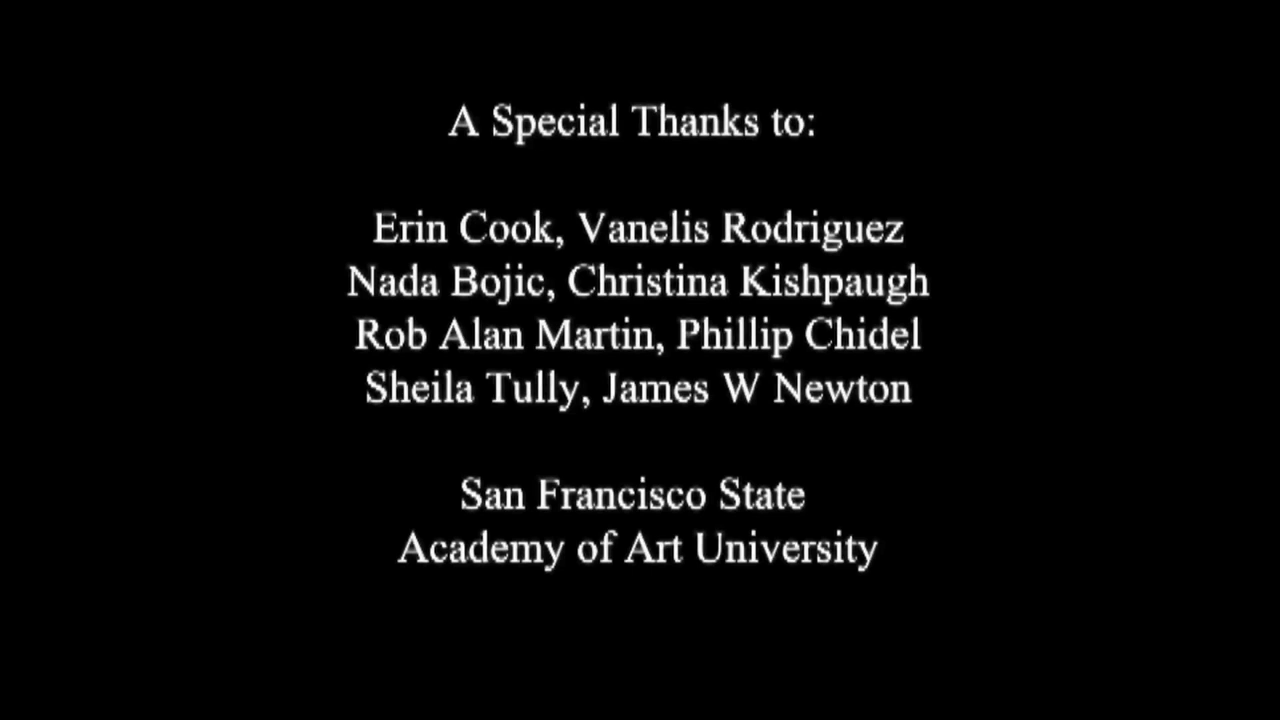 A Special Thanks to:
Erin Cook, Vanelis Rodriguez
Nada Bojic, Christina Kishpaugh
Rob Alan Martin, Phillip Chidel
Sheila Tully, James W Newton
San Francisco State
Academy of Art University